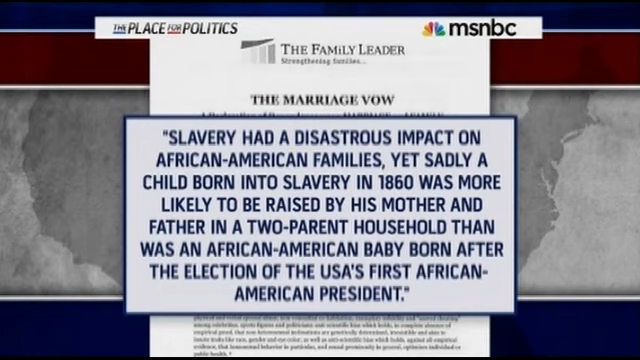 THE PLACE FOR POLITICS
msnbc
THE FAMiLY LEADER
Strengthening families...
THE MARRIAGE VOW
"SLAVERY HAD A DISASTROUS IMPACT ON
AFRICAN-AMERICAN FAMILIES, YET SADLY A
CHILD BORN INTO SLAVERY IN 1860 WAS MORE
LIKELY TO BE RAISED BY HIS MOTHER AND
FATHER IN A TWO-PARENT HOUSEHOLD THAN
WAS AN AFRICAN-AMERICAN BABY BORN AFTER
THE ELECTION OF THE USA'S FIRST AFRICAN-
AMERICAN PRESIDENT."